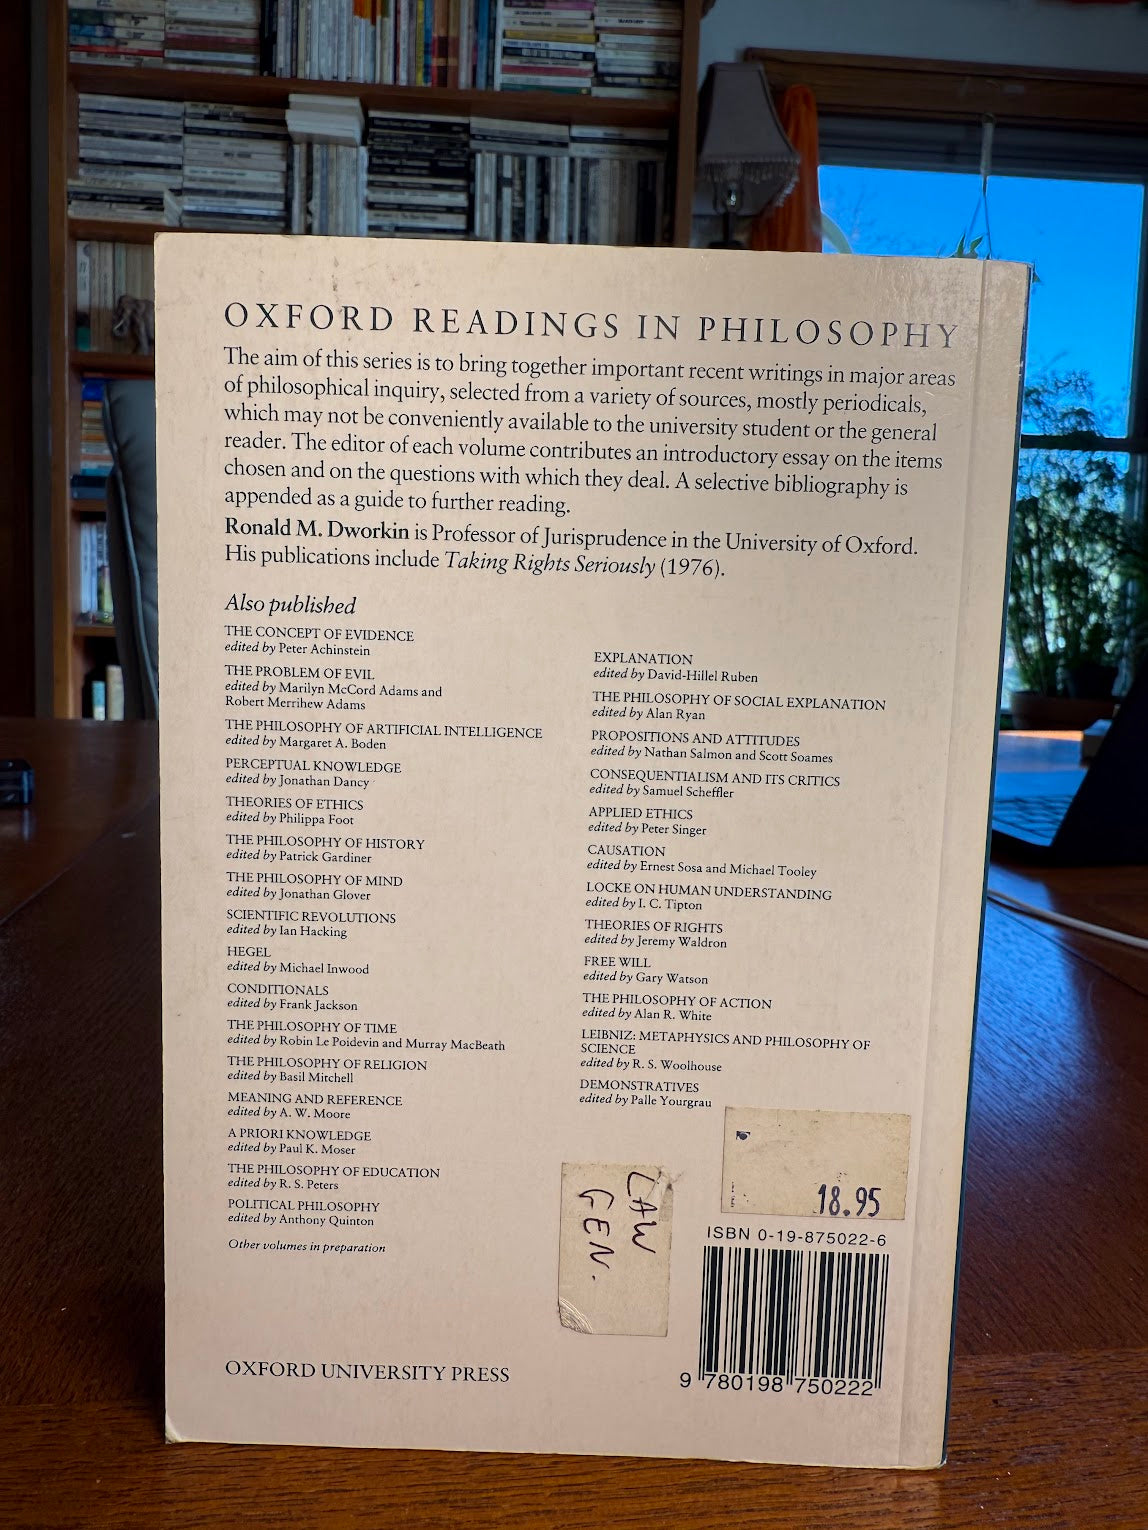 OXFORD READINGS IN PHILOSOPHY
The aim of this series is to bring together important recent writings in major areas
of philosophical inquiry, selected from a variety of sources, mostly periodicals,
which may not be conveniently available to the university student or the general
reader. The editor of each volume contributes an introductory essay on the items
chosen and on the questions with which they deal. A selective bibliography is
appended as a guide to further reading.
Ronald M. Dworkin is Professor of Jurisprudence in the University of Oxford.
His publications include Taking Rights Seriously (1976).
Also published
THE CONCEPT OF EVIDENCE
edited by Peter Achinstein
THE PROBLEM OF EVIL
edited by Marilyn McCord Adams and
Robert Merrihew Adams
THE PHILOSOPHY OF ARTIFICIAL INTELLIGENCE
edited by Margaret A. Boden
PERCEPTUAL KNOWLEDGE
edited by Jonathan Dancy
THEORIES OF ETHICS
edited by Philippa Foot
THE PHILOSOPHY OF HISTORY
edited by Patrick Gardiner
THE PHILOSOPHY OF MIND
edited by Jonathan Glover
SCIENTIFIC REVOLUTIONS
edited by Ian Hacking
HEGEL
edited by Michael Inwood
CONDITIONALS
edited by Frank Jackson
THE PHILOSOPHY OF TIME
edited by Robin Le Poidevin and Murray MacBeath
THE PHILOSOPHY OF RELIGION
edited by Basil Mitchell
MEANING AND REFERENCE
edited by A. W. Moore
A PRIORI KNOWLEDGE
edited by Paul K. Moser
THE PHILOSOPHY OF EDUCATION
edited by R. S. Peters
POLITICAL PHILOSOPHY
edited by Anthony Quinton
Other volumes in preparation
EXPLANATION
edited by David-Hillel Ruben
THE PHILOSOPHY OF SOCIAL EXPLANATION
edited by Alan Ryan
PROPOSITIONS AND ATTITUDES
edited by Nathan Salmon and Scott Soames
CONSEQUENTIALISM AND ITS CRITICS
edited by Samuel Scheffler
APPLIED ETHICS
edited by Peter Singer
CAUSATION
edited by Ernest Sosa and Michael Tooley
LOCKE ON HUMAN UNDERSTANDING
edited by I. C. Tipton
THEORIES OF RIGHTS
edited by Jeremy Waldron
FREE WILL
edited by Gary Watson
THE PHILOSOPHY OF ACTION
edited by Alan R. White
LEIBNIZ: METAPHYSICS AND PHILOSOPHY OF
SCIENCE
edited by R. S. Woolhouse
DEMONSTRATIVES
edited by Palle Yourgrau
18.95
LAW
GEN.
ISBN 0-19-875022-6
9 780198 750222
OXFORD UNIVERSITY PRESS